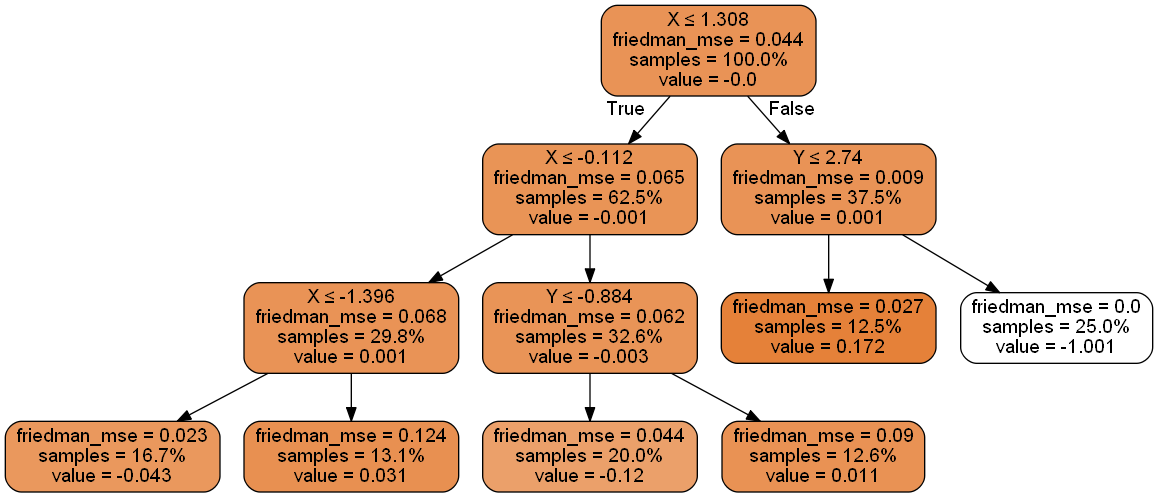 X ≤ 1.308
friedman_mse = 0.044
samples = 100.0%
value = -0.0
True
False
X ≤ -0.112
friedman_mse = 0.065
samples = 62.5%
value = -0.001
Y ≤ 2.74
friedman_mse = 0.009
samples = 37.5%
value = 0.001
X ≤ -1.396
friedman_mse = 0.068
samples = 29.8%
value = 0.001
Y ≤ -0.884
friedman_mse = 0.062
samples = 32.6%
value = -0.003
friedman_mse = 0.027
samples = 12.5%
value = 0.172
friedman_mse = 0.0
samples = 25.0%
value = -1.001
friedman_mse = 0.023
samples = 16.7%
value = -0.043
friedman_mse = 0.124
samples = 13.1%
value = 0.031
friedman_mse = 0.044
samples = 20.0%
value = -0.12
friedman_mse = 0.09
samples = 12.6%
value = 0.011